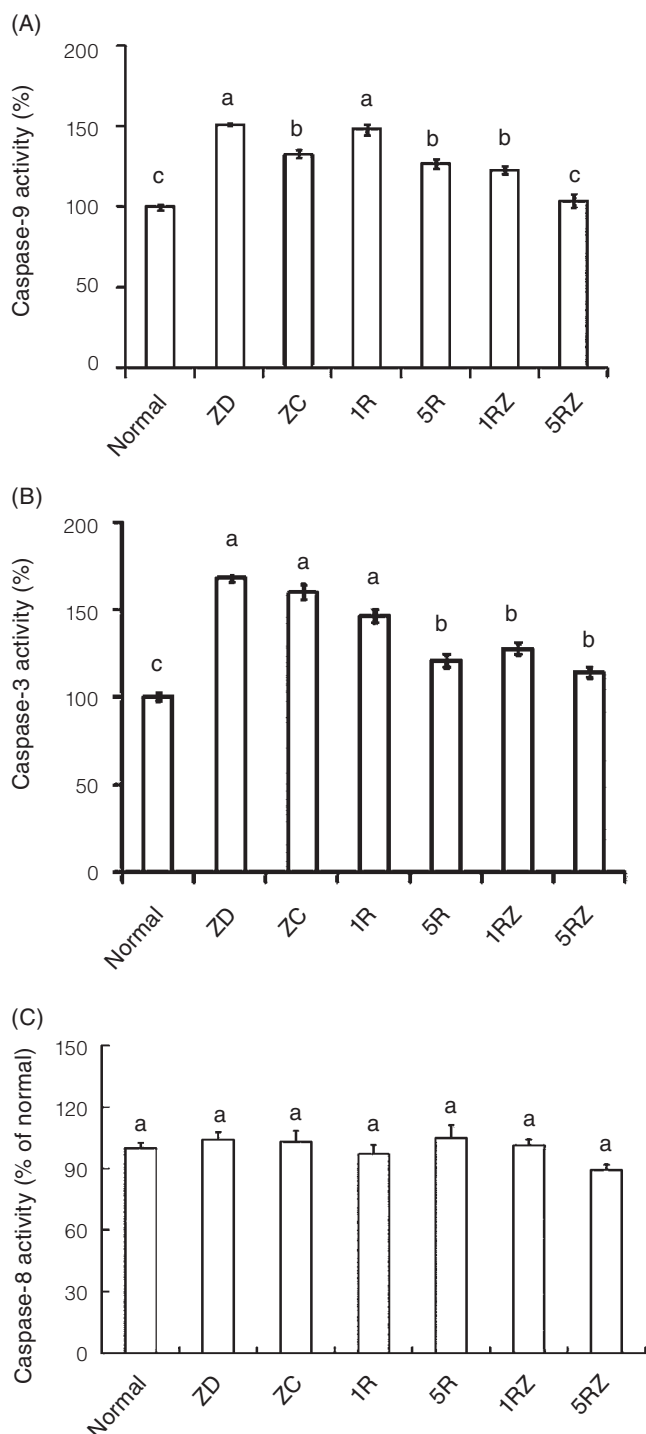 (A)
Caspase-9 activity (%)
200
150
100
50
0
a
a
b
b
b
c
c
Normal
ZD
ZC
1R
5R
1RZ
5RZ
(B)
Caspase-3 activity (%)
200
150
100
50
0
a
a
a
b
b
b
c
Normal
ZD
ZC
1R
5R
1RZ
5RZ
(C)
Caspase-8 activity (% of normal)
150
120
90
60
30
0
a
a
a
a
a
a
a
Normal
ZD
ZC
1R
5R
1RZ
5RZ